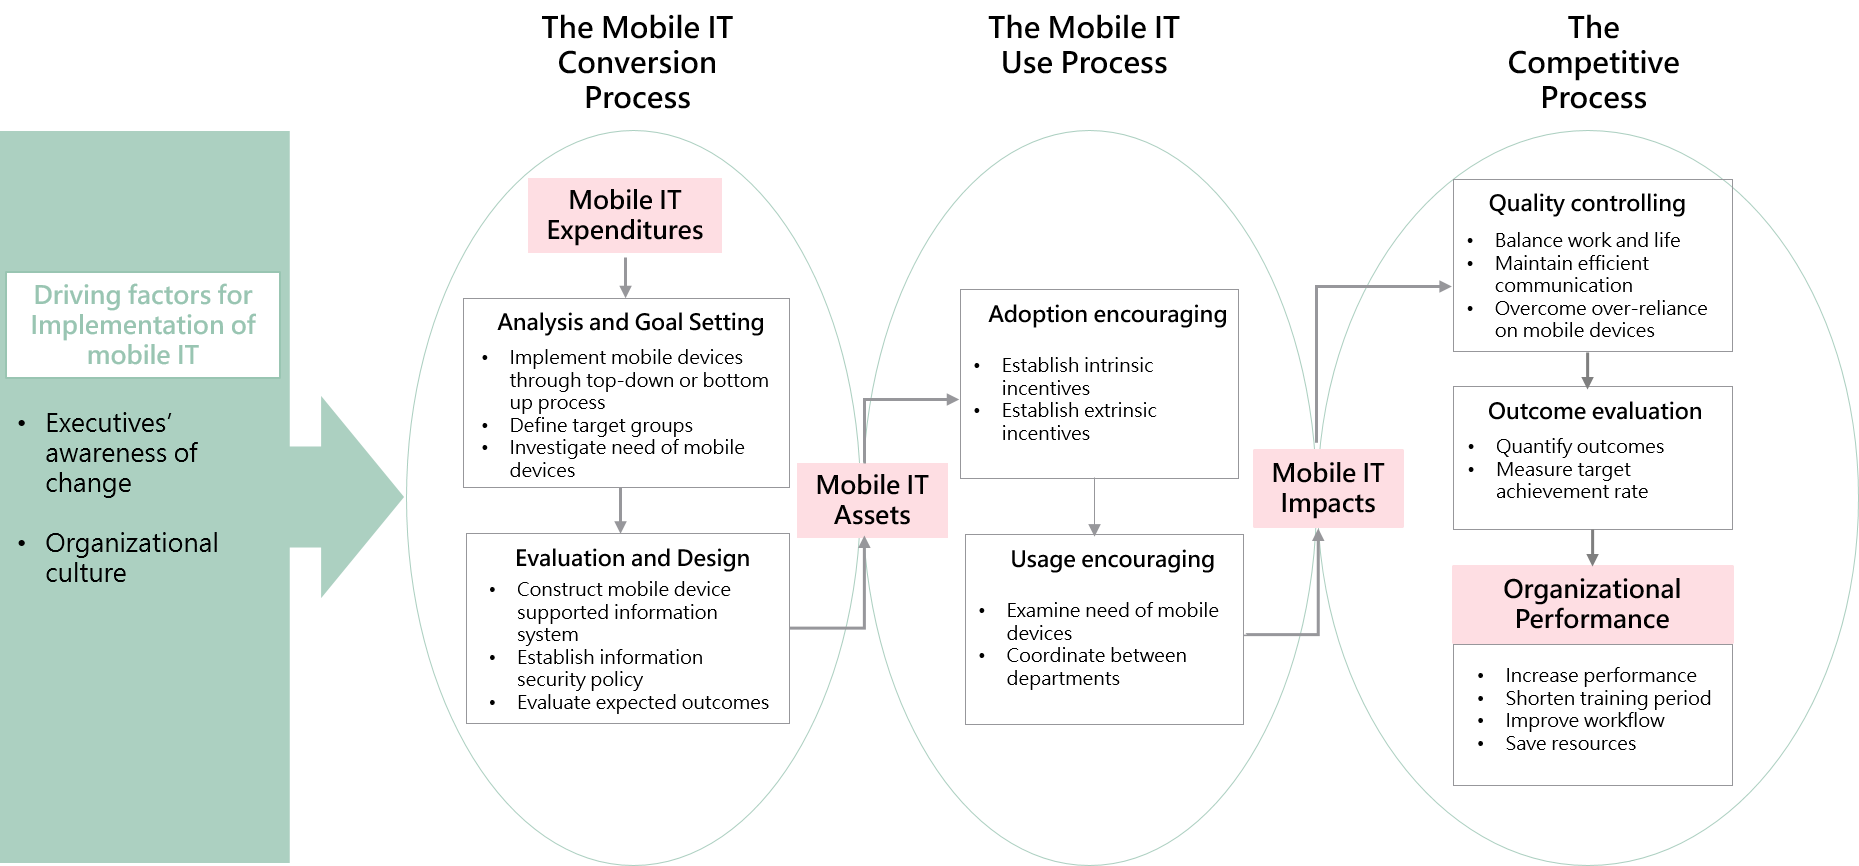 The Mobile IT
Conversion
Process
The Mobile IT
Use Process
The
Competitive
Process
Driving factors for
Implementation of
mobile IT
• Executives’
awareness of
change
• Organizational
culture
Mobile IT
Expenditures
Analysis and Goal Setting
• Implement mobile devices
through top-down or bottom
up process
• Define target groups
• Investigate need of mobile
devices
Evaluation and Design
• Construct mobile device
supported information
system
• Establish information
security policy
• Evaluate expected outcomes
Mobile IT
Assets
Adoption encouraging
• Establish intrinsic
incentives
• Establish extrinsic
incentives
Usage encouraging
• Examine need of mobile
devices
• Coordinate between
departments
Mobile IT
Impacts
Quality controlling
• Balance work and life
• Maintain efficient
communication
• Overcome over-reliance
on mobile devices
Outcome evaluation
• Quantify outcomes
• Measure target
achievement rate
Organizational
Performance
• Increase performance
• Shorten training period
• Improve workflow
• Save resources